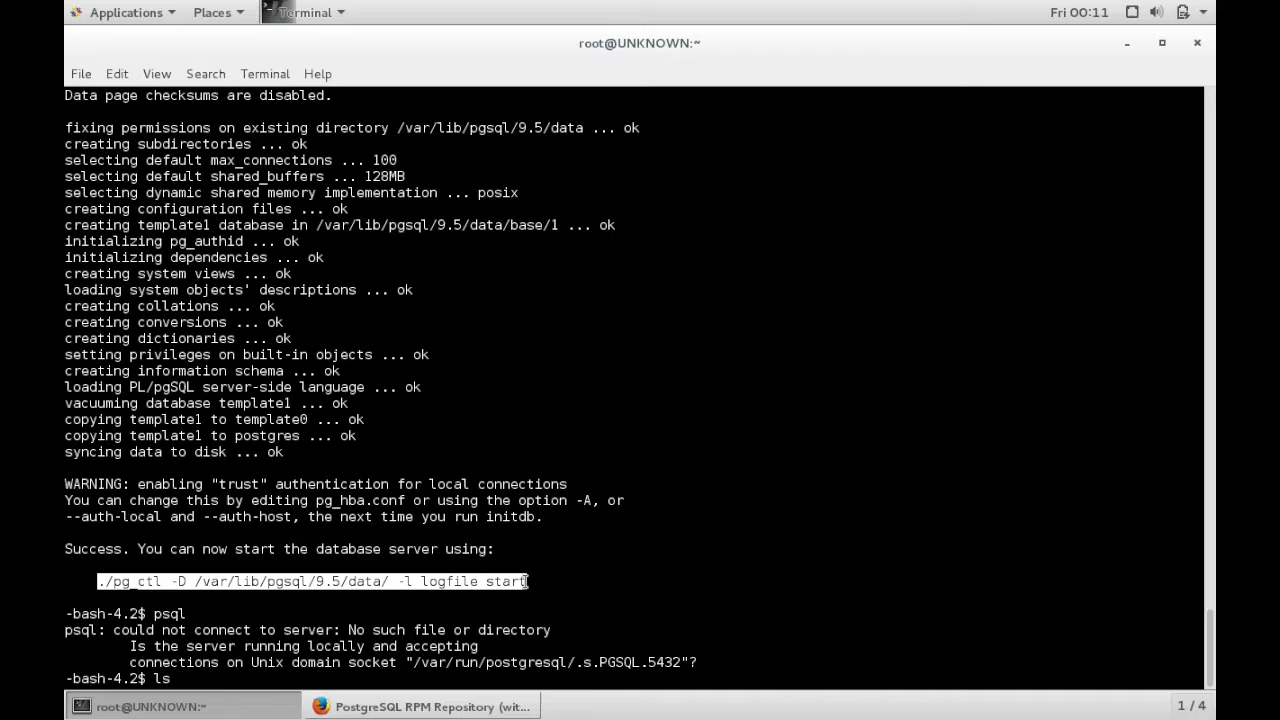 Applications Places Terminal Fri 00:11
root@UNKNOWN:~
File Edit View Search Terminal Help
Data page checksums are disabled.
fixing permissions on existing directory /var/lib/pgsql/9.5/data ... ok
creating subdirectories ... ok
selecting default max_connections ... 100
selecting default shared_buffers ... 128MB
selecting dynamic shared memory implementation ... posix
creating configuration files ... ok
creating template1 database in /var/lib/pgsql/9.5/data/base/1 ... ok
initializing pg_authid ... ok
initializing dependencies ... ok
creating system views ... ok
loading system objects' descriptions ... ok
creating collations ... ok
creating conversions ... ok
creating dictionaries ... ok
setting privileges on built-in objects ... ok
creating information schema ... ok
loading PL/pgSQL server-side language ... ok
vacuuming database template1 ... ok
copying template1 to template0 ... ok
copying template1 to postgres ... ok
syncing data to disk ... ok
WARNING: enabling "trust" authentication for local connections
You can change this by editing pg_hba.conf or using the option -A, or
--auth-local and --auth-host, the next time you run initdb.
Success. You can now start the database server using:
./pg_ctl -D /var/lib/pgsql/9.5/data/ -l logfile start
-bash-4.2$ psql
psql: could not connect to server: No such file or directory
Is the server running locally and accepting
connections on Unix domain socket "/var/run/postgresql/.s.PGSQL.5432"?
-bash-4.2$ ls
root@UNKNOWN:~ PostgreSQL RPM Repository (wit... 1 / 4